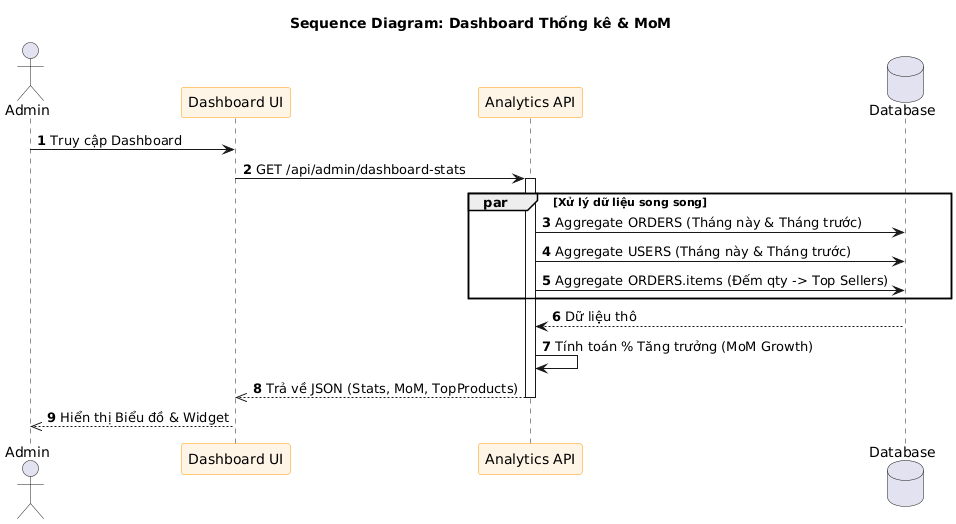 Sequence Diagram: Dashboard Thống kê & MoM
Admin
Dashboard UI
Analytics API
Database
1 Truy cập Dashboard
2 GET /api/admin/dashboard-stats
par [Xử lý dữ liệu song song]
3 Aggregate ORDERS (Tháng này & Tháng trước)
4 Aggregate USERS (Tháng này & Tháng trước)
5 Aggregate ORDERS.items (Đếm qty -> Top Sellers)
6 Dữ liệu thô
7 Tính toán % Tăng trưởng (MoM Growth)
8 Trả về JSON (Stats, MoM, TopProducts)
9 Hiển thị Biểu đồ & Widget
Admin
Dashboard UI
Analytics API
Database